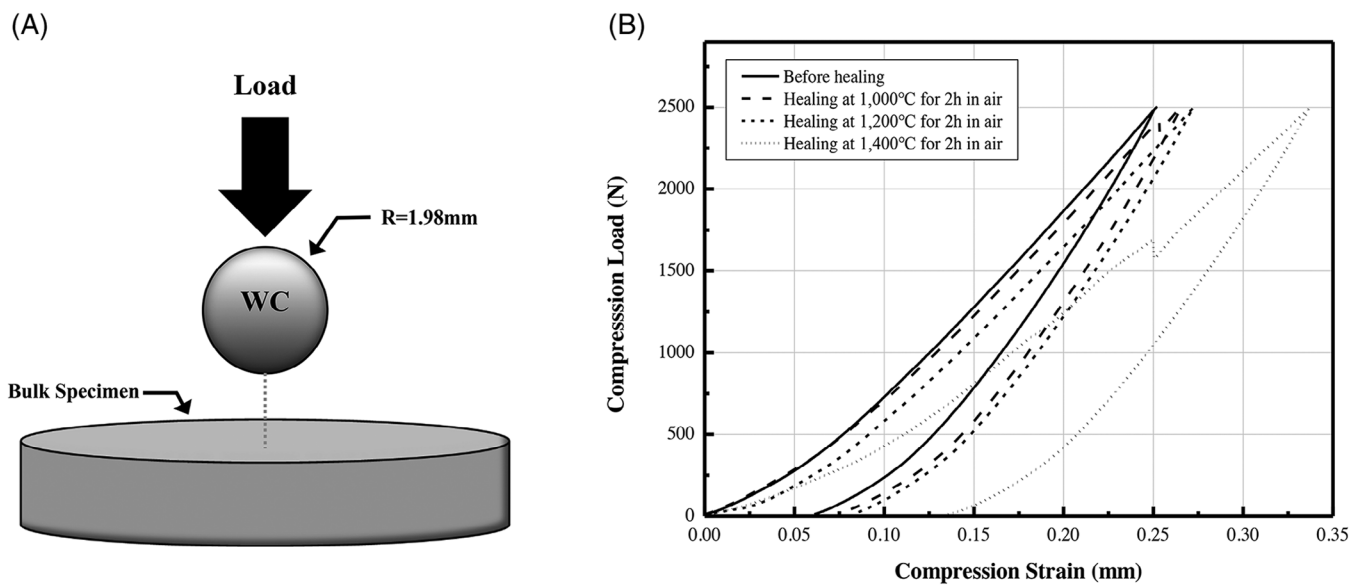 (A)
Load
R=1.98mm
WC
Bulk Specimen
(B)
Before healing
Healing at 1,000℃ for 2h in air
Healing at 1,200℃ for 2h in air
Healing at 1,400℃ for 2h in air
Compresssion Load (N)
2500
2000
1500
1000
500
0
0.00 0.05 0.10 0.15 0.20 0.25 0.30 0.35
Compression Strain (mm)